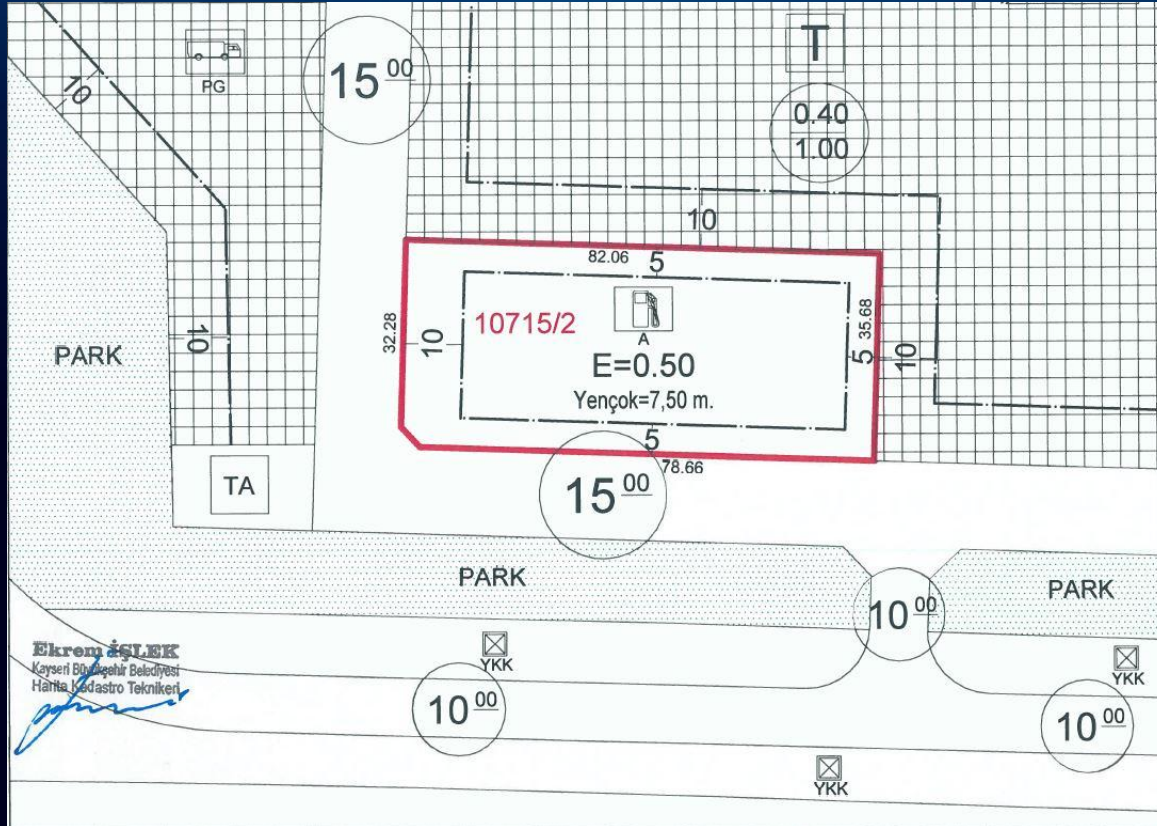 PG
15 00
T
0.40
1.00
10
10
82.06
5
32.28
10
10715/2
A
E=0.50
Yençok=7,50 m.
35.68
5
10
10
PARK
5
78.66
TA
15 00
PARK
PARK
10 00
Ekrem İŞLEK
Kayseri Büyükşehir Belediyesi
Harita Kadastro Teknikeri
YKK
YKK
10 00
10 00
YKK